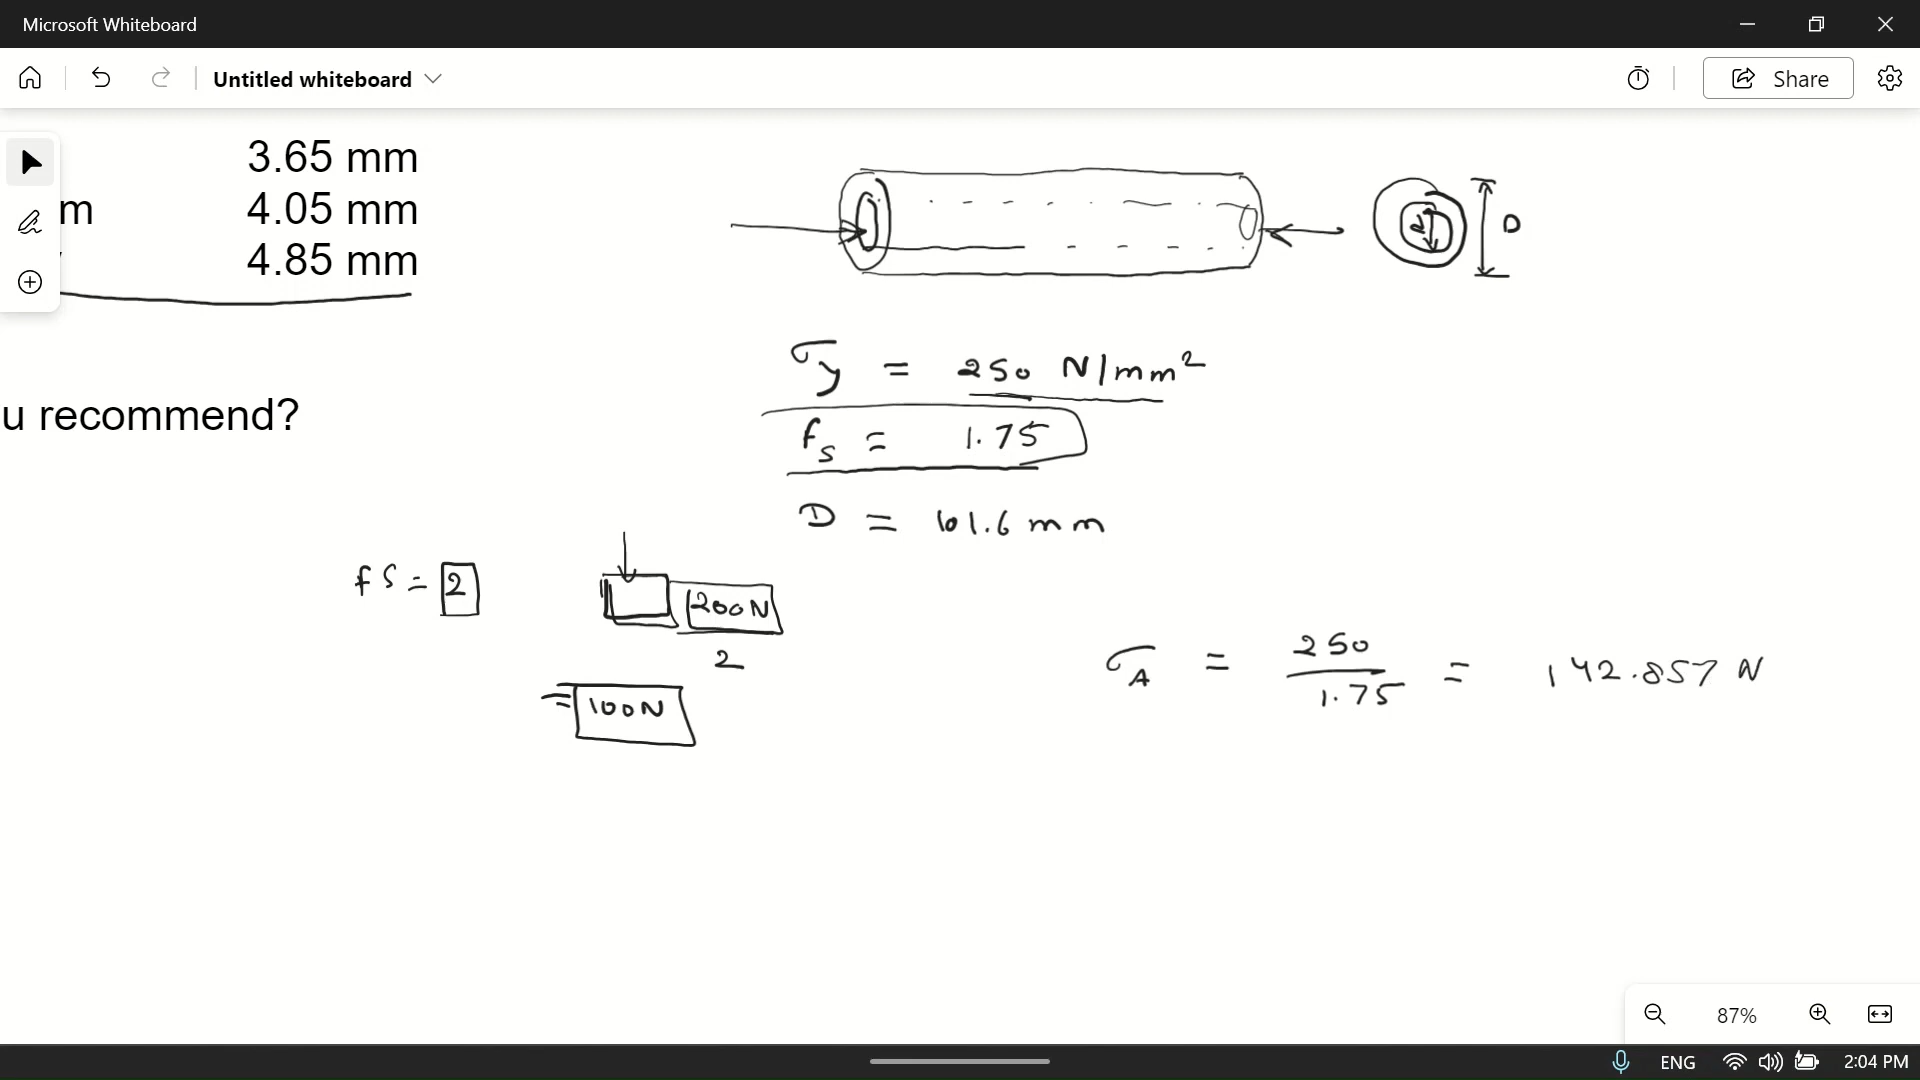 Microsoft Whiteboard
Untitled whiteboard
Share
3.65 mm
m 4.05 mm
4.85 mm
u recommend?
d
D
σy = 250 N/mm²
fs = 1.75
D = 101.6 mm
fS = 2
200N
2
= 100N
σA = 250/1.75 = 142.857 N
87%
ENG
2:04 PM